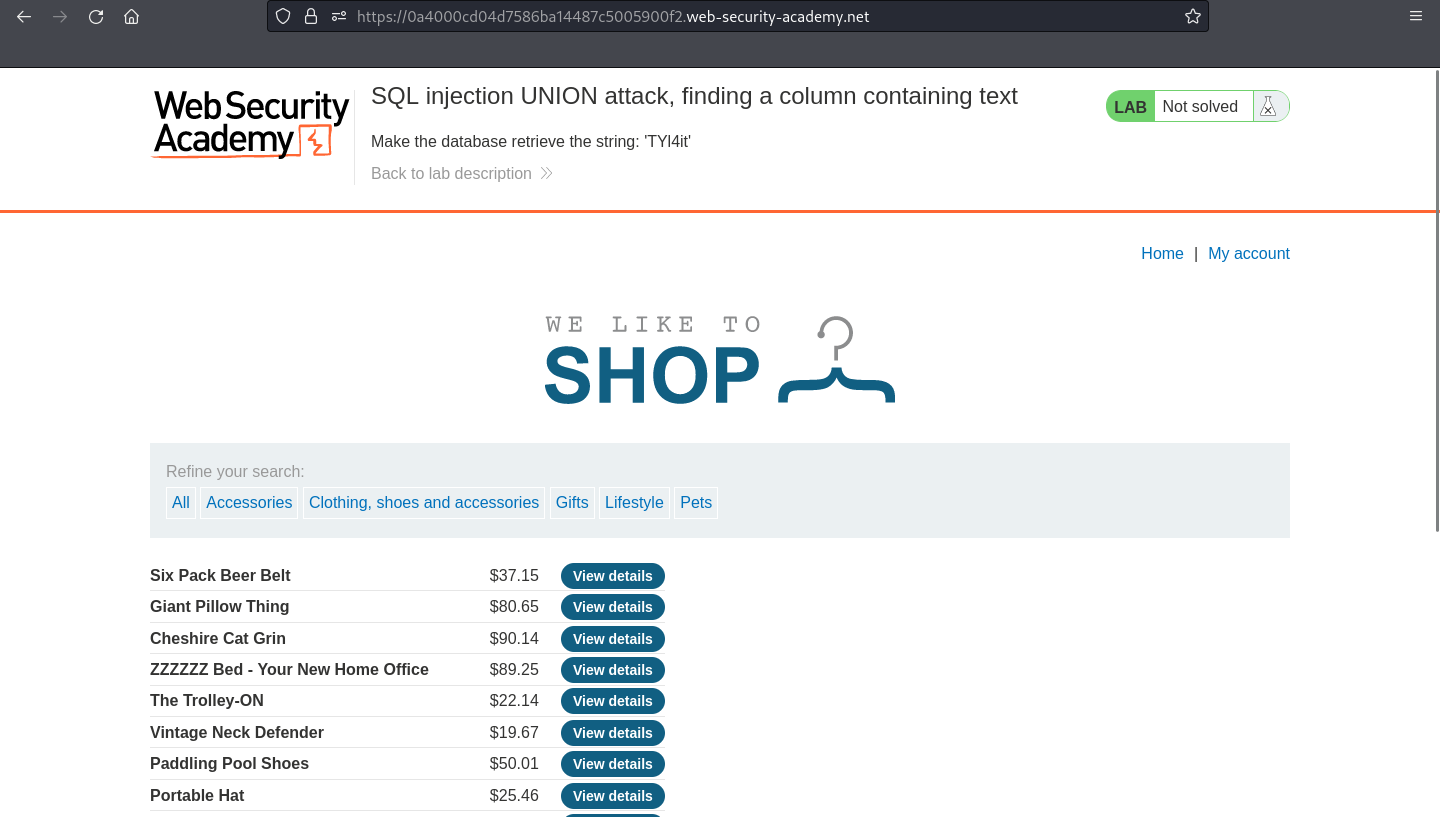 https://0a4000cd04d7586ba14487c5005900f2.web-security-academy.net
Web Security
Academy
SQL injection UNION attack, finding a column containing text
LAB Not solved
Make the database retrieve the string: 'TYl4it'
Back to lab description
Home | My account
WE LIKE TO
SHOP
Refine your search:
All Accessories Clothing, shoes and accessories Gifts Lifestyle Pets
Six Pack Beer Belt $37.15 View details
Giant Pillow Thing $80.65 View details
Cheshire Cat Grin $90.14 View details
ZZZZZZ Bed - Your New Home Office $89.25 View details
The Trolley-ON $22.14 View details
Vintage Neck Defender $19.67 View details
Paddling Pool Shoes $50.01 View details
Portable Hat $25.46 View details